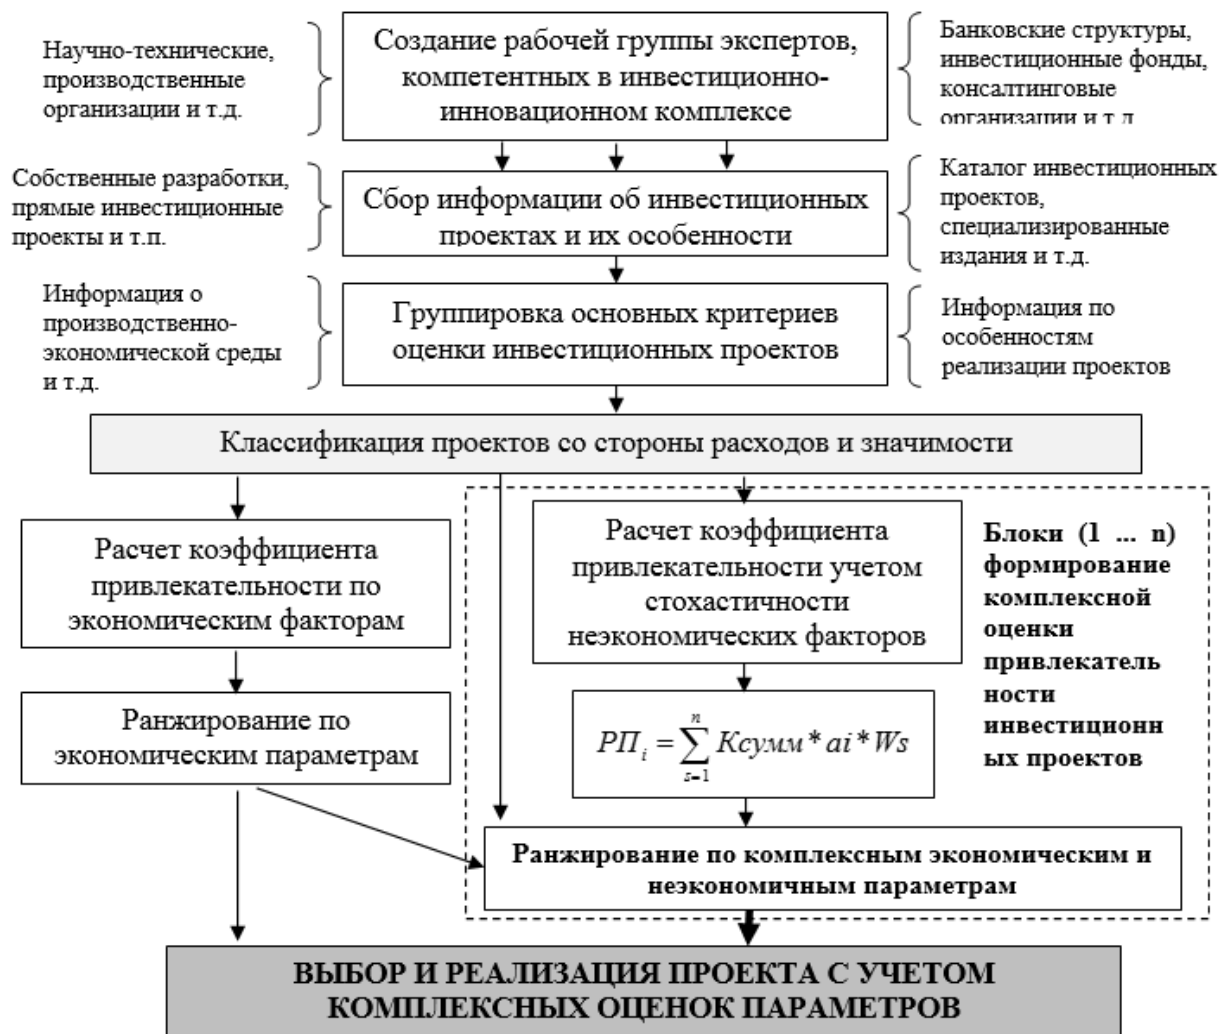 Научно-технические,
производственные
организации и т.д.
Создание рабочей группы экспертов,
компетентных в инвестиционно-
инновационном комплексе
Банковские структуры,
инвестиционные фонды,
консалтинговые
организации и т.д
Собственные разработки,
прямые инвестиционные
проекты и т.п.
Сбор информации об инвестиционных
проектах и их особенности
Каталог инвестиционных
проектов,
специализированные
издания и т.д.
Информация о
производственно-
экономической среды
и т.д.
Группировка основных критериев
оценки инвестиционных проектов
Информация по
особенностям
реализации проектов
Классификация проектов со стороны расходов и значимости
Расчет коэффициента
привлекательности по
экономическим факторам
Расчет коэффициента
привлекательности учетом
стохастичности
неэкономических факторов
Блоки (1 ... n)
формирование
комплексной
оценки
привлекатель
ности
инвестиционн
ых проектов
Ранжирование по
экономическим параметрам
РП_i = ∑_{s=1}^{n} Ксумм * ai * Ws
Ранжирование по комплексным экономическим и
неэкономичным параметрам
ВЫБОР И РЕАЛИЗАЦИЯ ПРОЕКТА С УЧЕТОМ
КОМПЛЕКСНЫХ ОЦЕНОК ПАРАМЕТРОВ